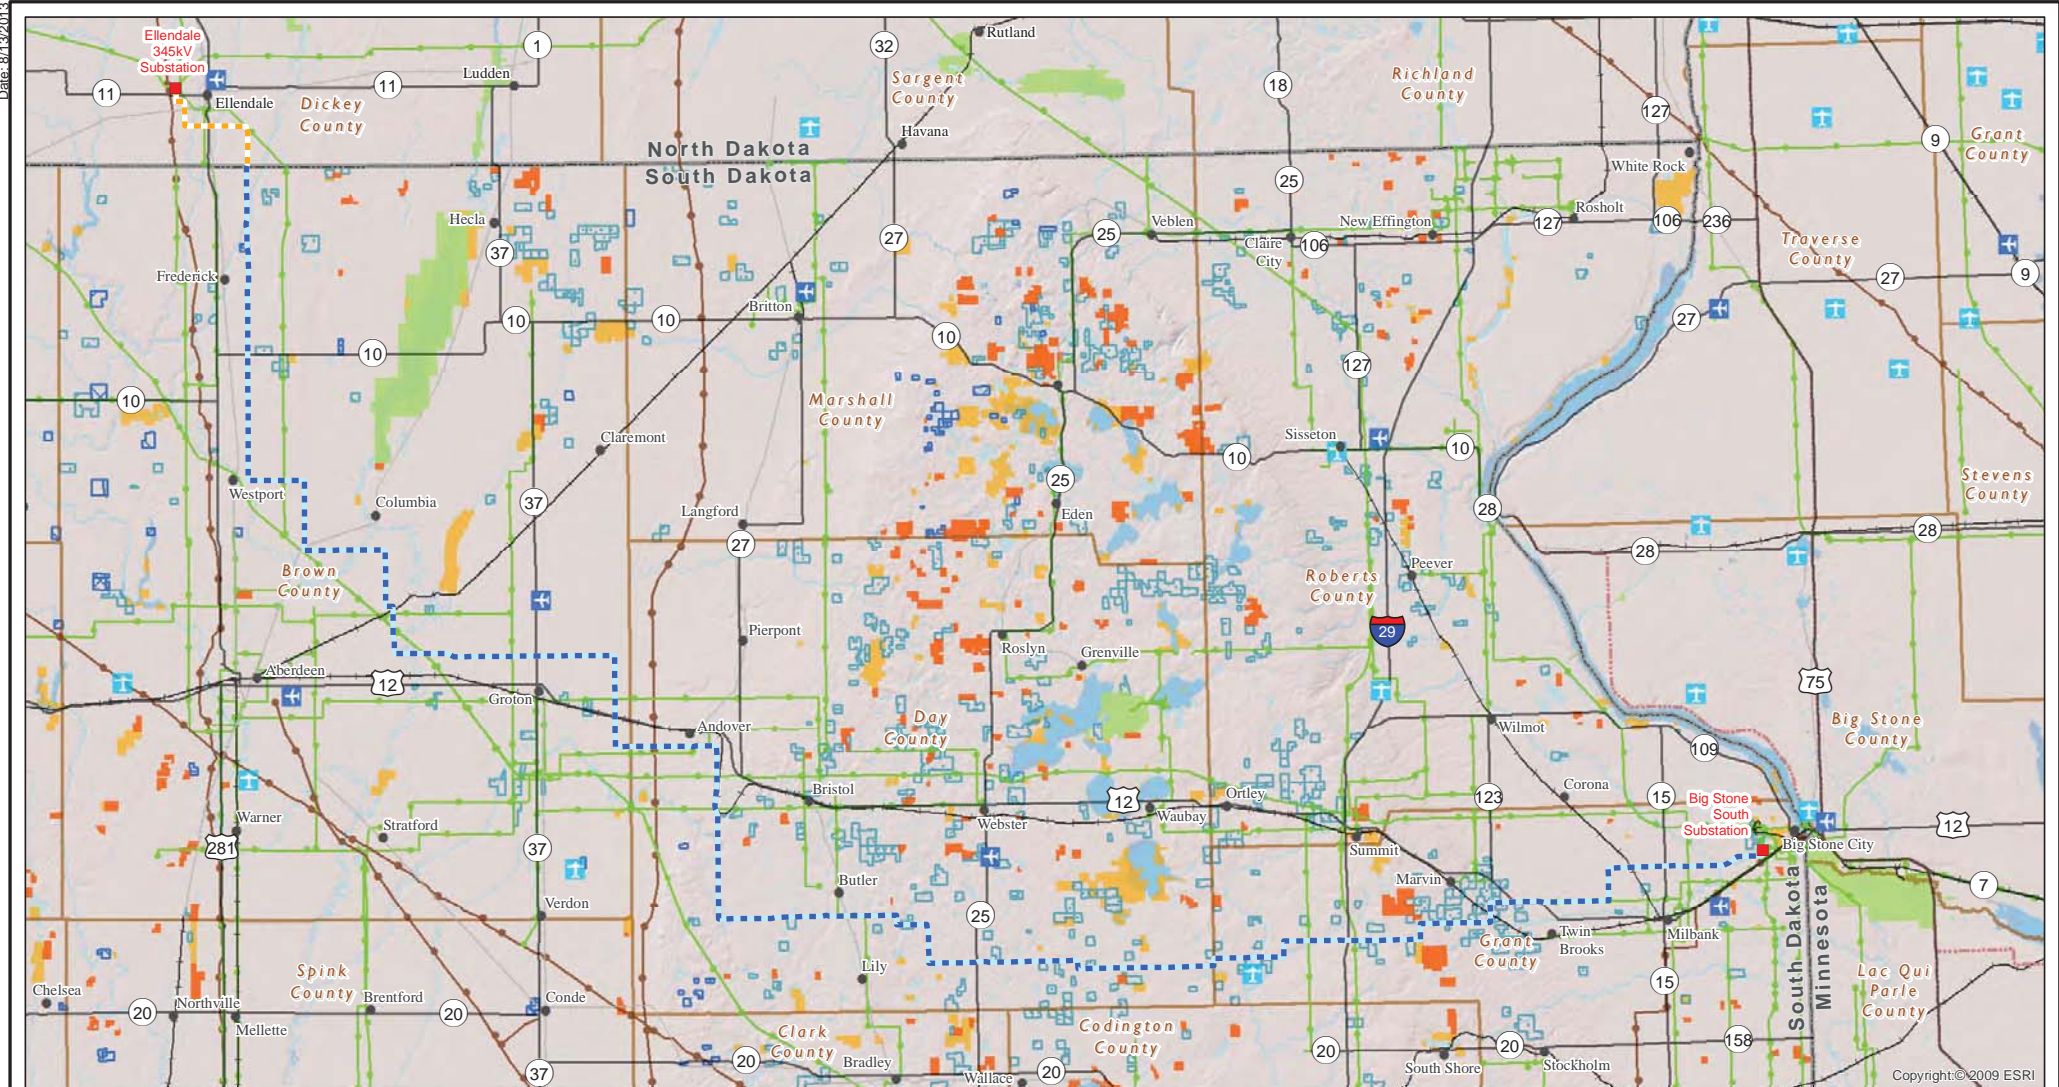 Date: 8/13/2013
Ellendale
345kV
Substation
1
32
Rutland
Ludden
Sargent
County
18
Richland
County
11
11
Ellendale
Dickey
County
127
Havana
9
Grant
County
North Dakota
South Dakota
White Rock
25
Hecla
37
27
25
Veblen
Claire
City
106
New Effington
127
Rosholt
106
236
Traverse
County
27
9
Frederick
Britton
10
10
10
10
27
127
10
Marshall
County
Claremont
Sisseton
10
10
Westport
Columbia
37
Langford
27
25
Eden
28
Stevens
County
28
28
Brown
County
Peever
Roberts
County
29
Pierpont
Roslyn
Grenville
Aberdeen
12
Groton
75
Andover
Day
County
Wilmot
109
Big Stone
County
Bristol
12
Waubay
Ortley
123
Corona
15
Big Stone
South
Substation
12
Warner
281
Stratford
37
Webster
Summit
Big Stone City
Butler
Marvin
7
Verdon
25
Twin
Brooks
Milbank
Grant
County
South Dakota
Minnesota
Spink
County
Lily
15
Lac Qui
Parle
County
Chelsea
20
Northville
Mellette
Brentford
20
Conde
Clark
County
Codington
County
37
20
Bradley
Wallace
20
20
South Shore
20
Stockholm
158
Copyright:© 2009 ESRI